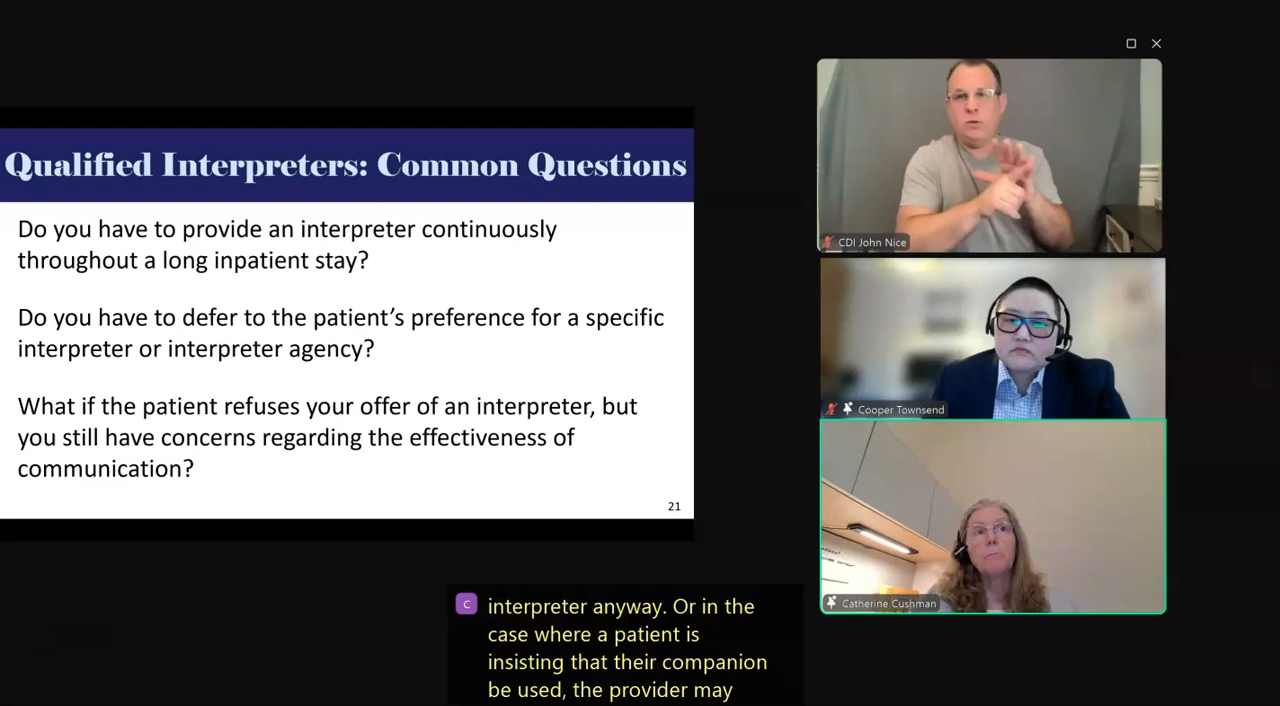 Qualified Interpreters: Common Questions
Do you have to provide an interpreter continuously
throughout a long inpatient stay?
Do you have to defer to the patient’s preference for a specific
interpreter or interpreter agency?
What if the patient refuses your offer of an interpreter, but
you still have concerns regarding the effectiveness of
communication?
21
CDI John Nice
Cooper Townsend
Catherine Cushman
C
interpreter anyway. Or in the
case where a patient is
insisting that their companion
be used, the provider may